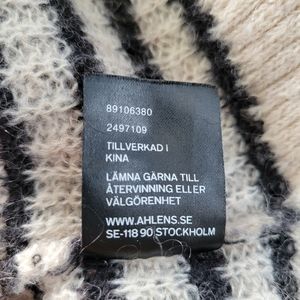 89106380
2497109
TILLVERKAD I
KINA
LÄMNA GÄRNA TILL
ÅTERVINNING ELLER
VÄLGÖRENHET
WWW.AHLENS.SE
SE-118 90 STOCKHOLM